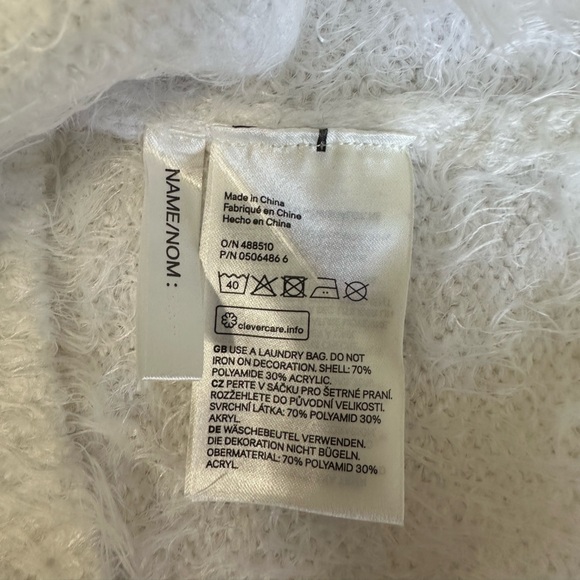 NAME/NOM :
Made in China
Fabriqué en Chine
Hecho en China
O/N 488510
P/N 0506486 6
40
clevercare.info
GB USE A LAUNDRY BAG. DO NOT
IRON ON DECORATION. SHELL: 70%
POLYAMIDE 30% ACRYLIC.
CZ PERTE V SÁČKU PRO ŠETRNÉ PRANÍ.
ROZŽEHLETE DO PŮVODNÍ VELIKOSTI.
SVRCHNÍ LÁTKA: 70% POLYAMID 30%
AKRYL.
DE WÄSCHEBEUTEL VERWENDEN.
DIE DEKORATION NICHT BÜGELN.
OBERMATERIAL: 70% POLYAMID 30%
ACRYL.